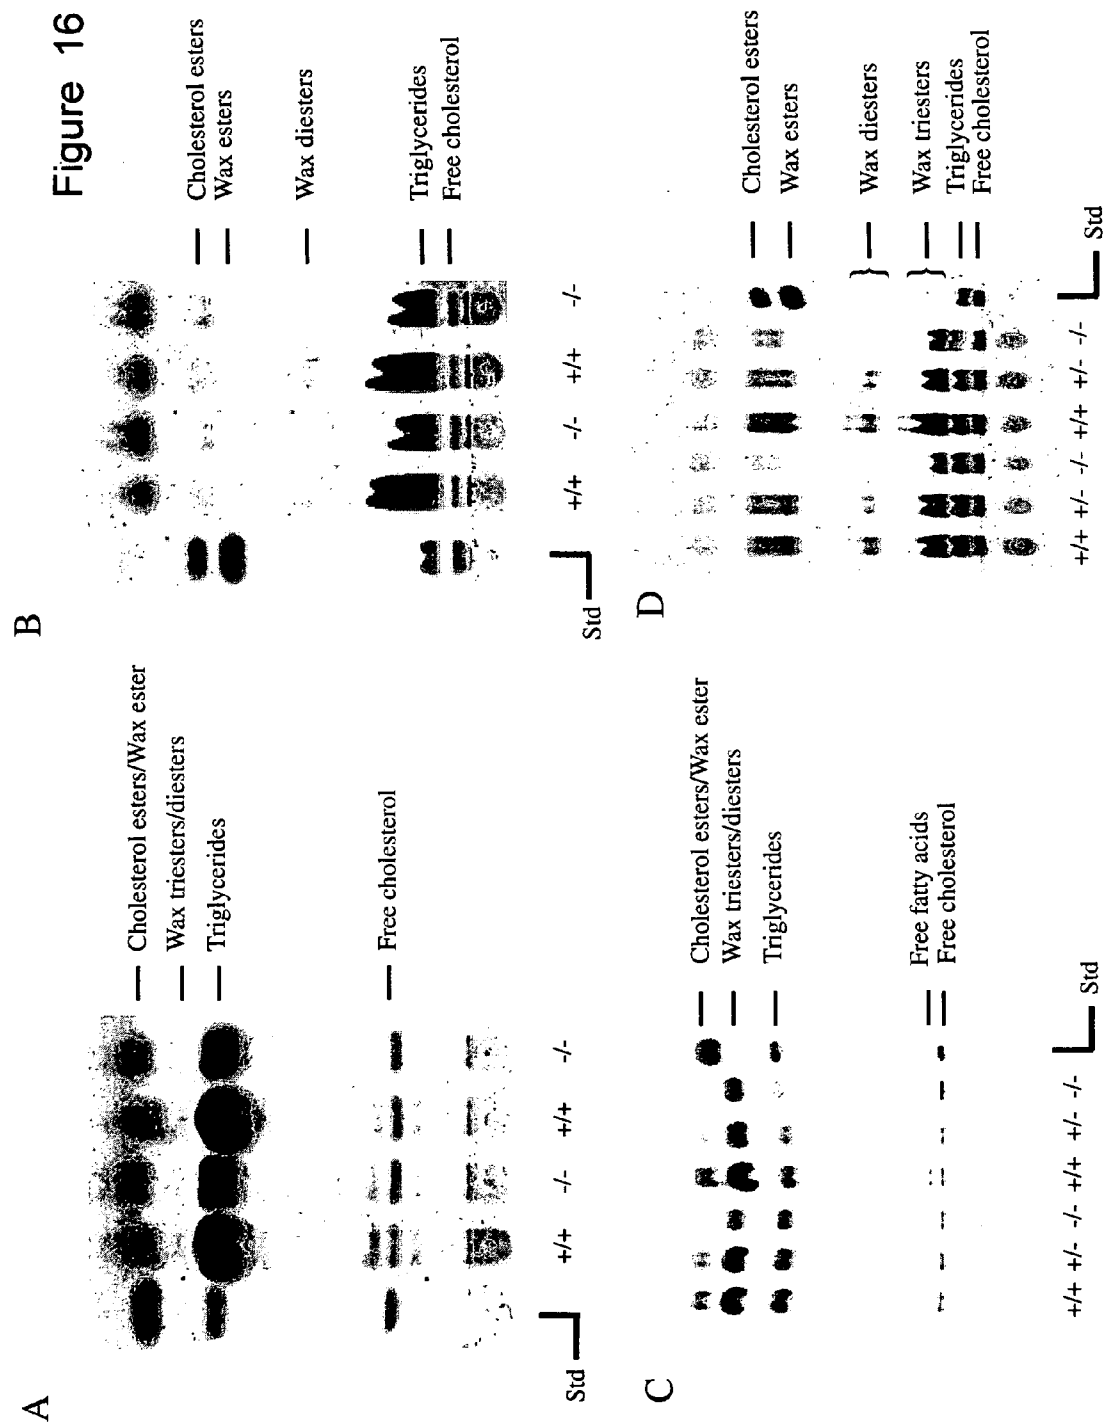 Figure 16
A
Cholesterol esters/Wax ester
Wax triesters/diesters
Triglycerides
Free cholesterol
Std
+/+ -/- +/+ -/-
B
Cholesterol esters
Wax esters
Wax diesters
Triglycerides
Free cholesterol
Std
+/+ -/- +/+ -/-
C
Cholesterol esters/Wax ester
Wax triesters/diesters
Triglycerides
Free fatty acids
Free cholesterol
+/+ +/- -/- +/+ +/- -/-
Std
D
Cholesterol esters
Wax esters
Wax diesters
Wax triesters
Triglycerides
Free cholesterol
+/+ +/- -/- +/+ +/- -/-
Std